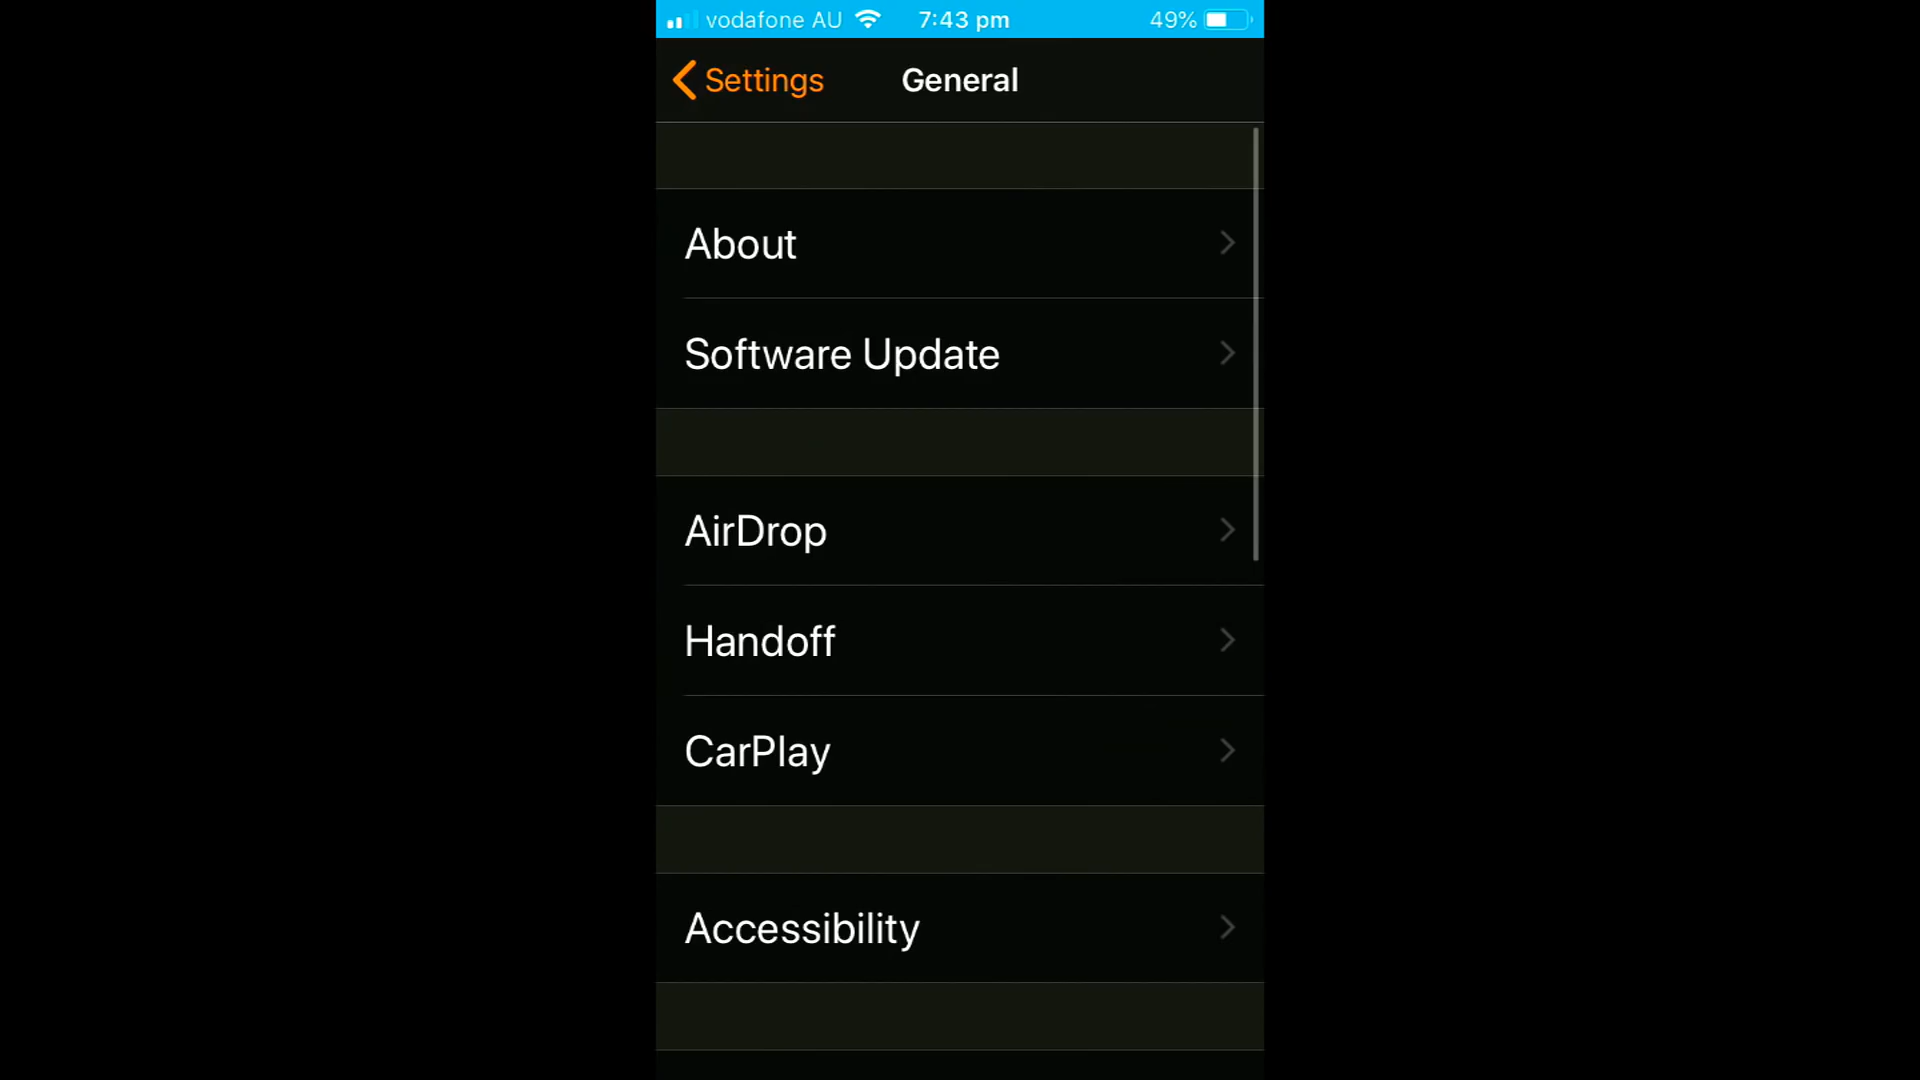 vodafone AU 7:43 pm 49%
Settings General
About
Software Update
AirDrop
Handoff
CarPlay
Accessibility